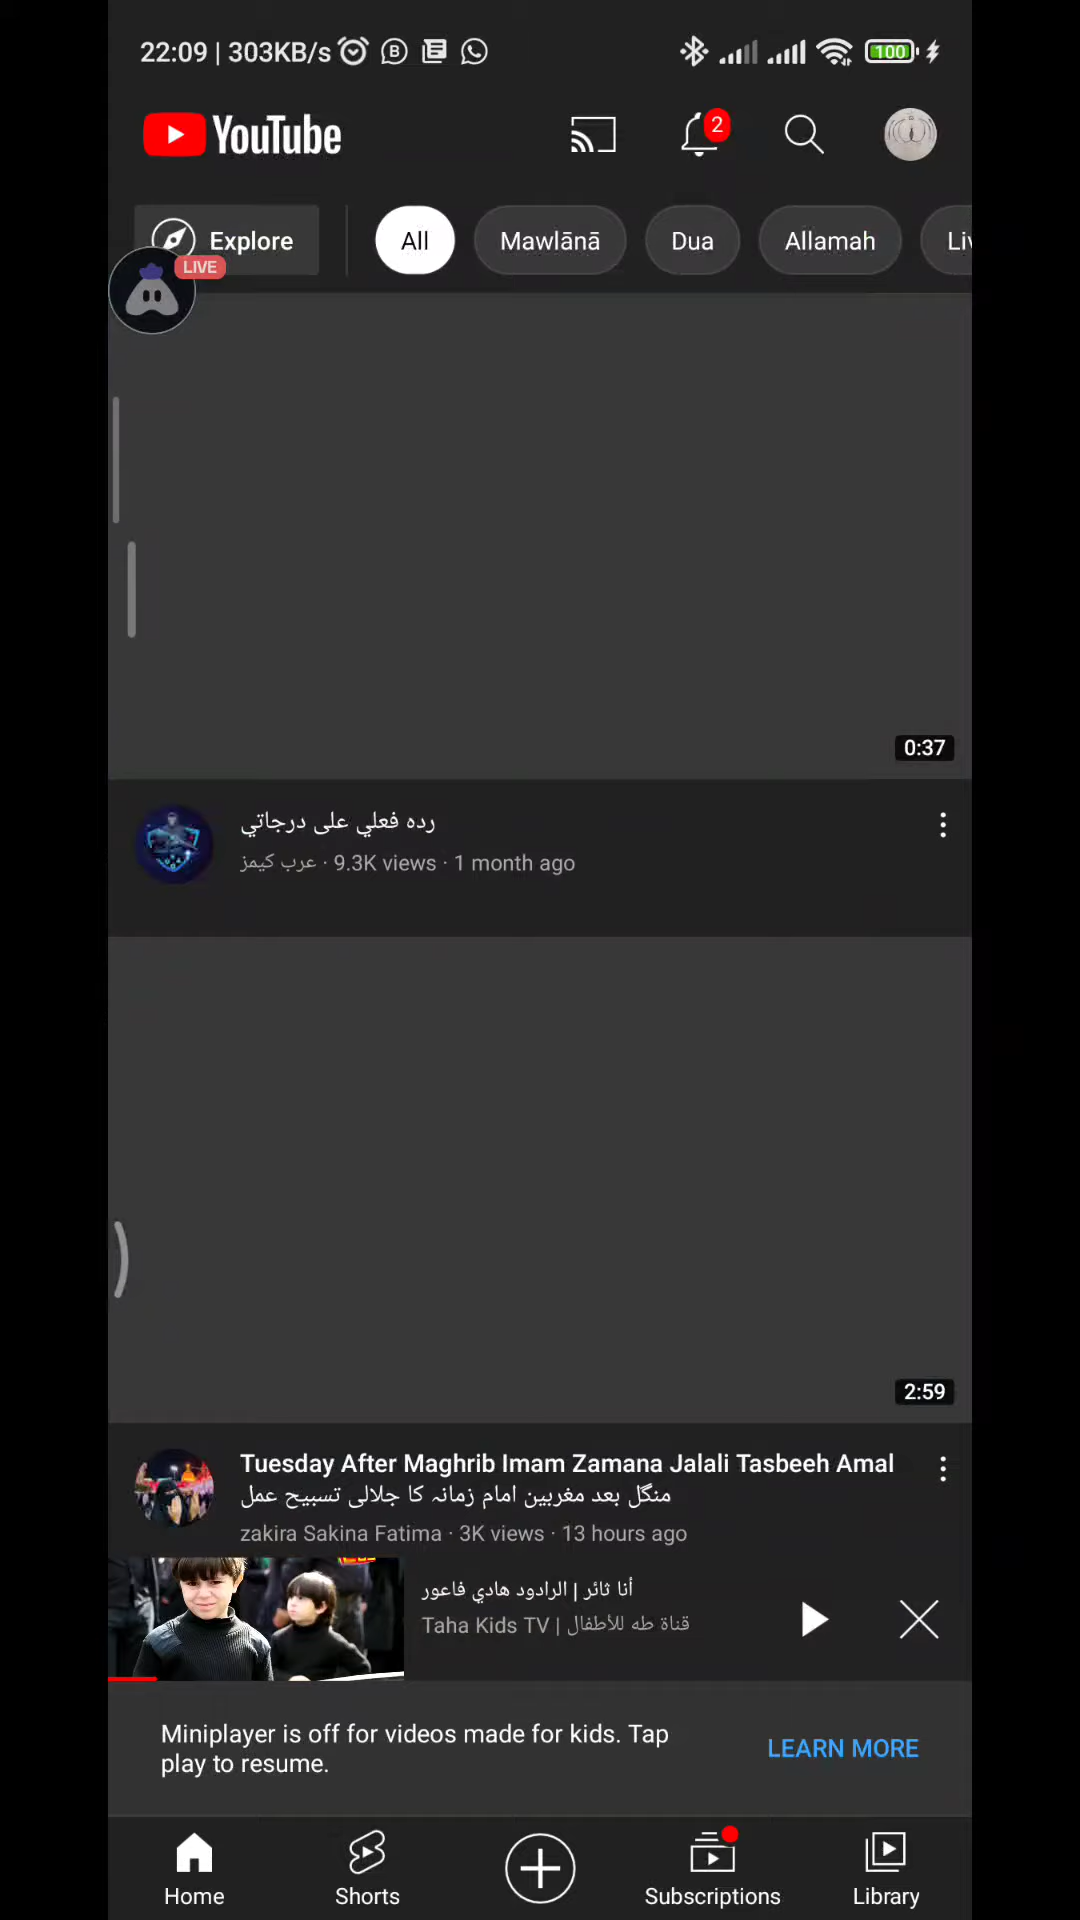 22:09 | 303KB/s
100
YouTube
2
Explore
All
Mawlānā
Dua
Allamah
LIVE
0:37
رده فعلي على درجاتي
عرب كيمز · 9.3K views · 1 month ago
2:59
Tuesday After Maghrib Imam Zamana Jalali Tasbeeh Amal
منگل بعد مغربین امام زمانہ کا جلالی تسبیح عمل
zakira Sakina Fatima · 3K views · 13 hours ago
أنا ثائر | الرادود هادي فاعور
Taha Kids TV | قناة طه للأطفال
Miniplayer is off for videos made for kids. Tap
play to resume.
LEARN MORE
Home
Shorts
Subscriptions
Library